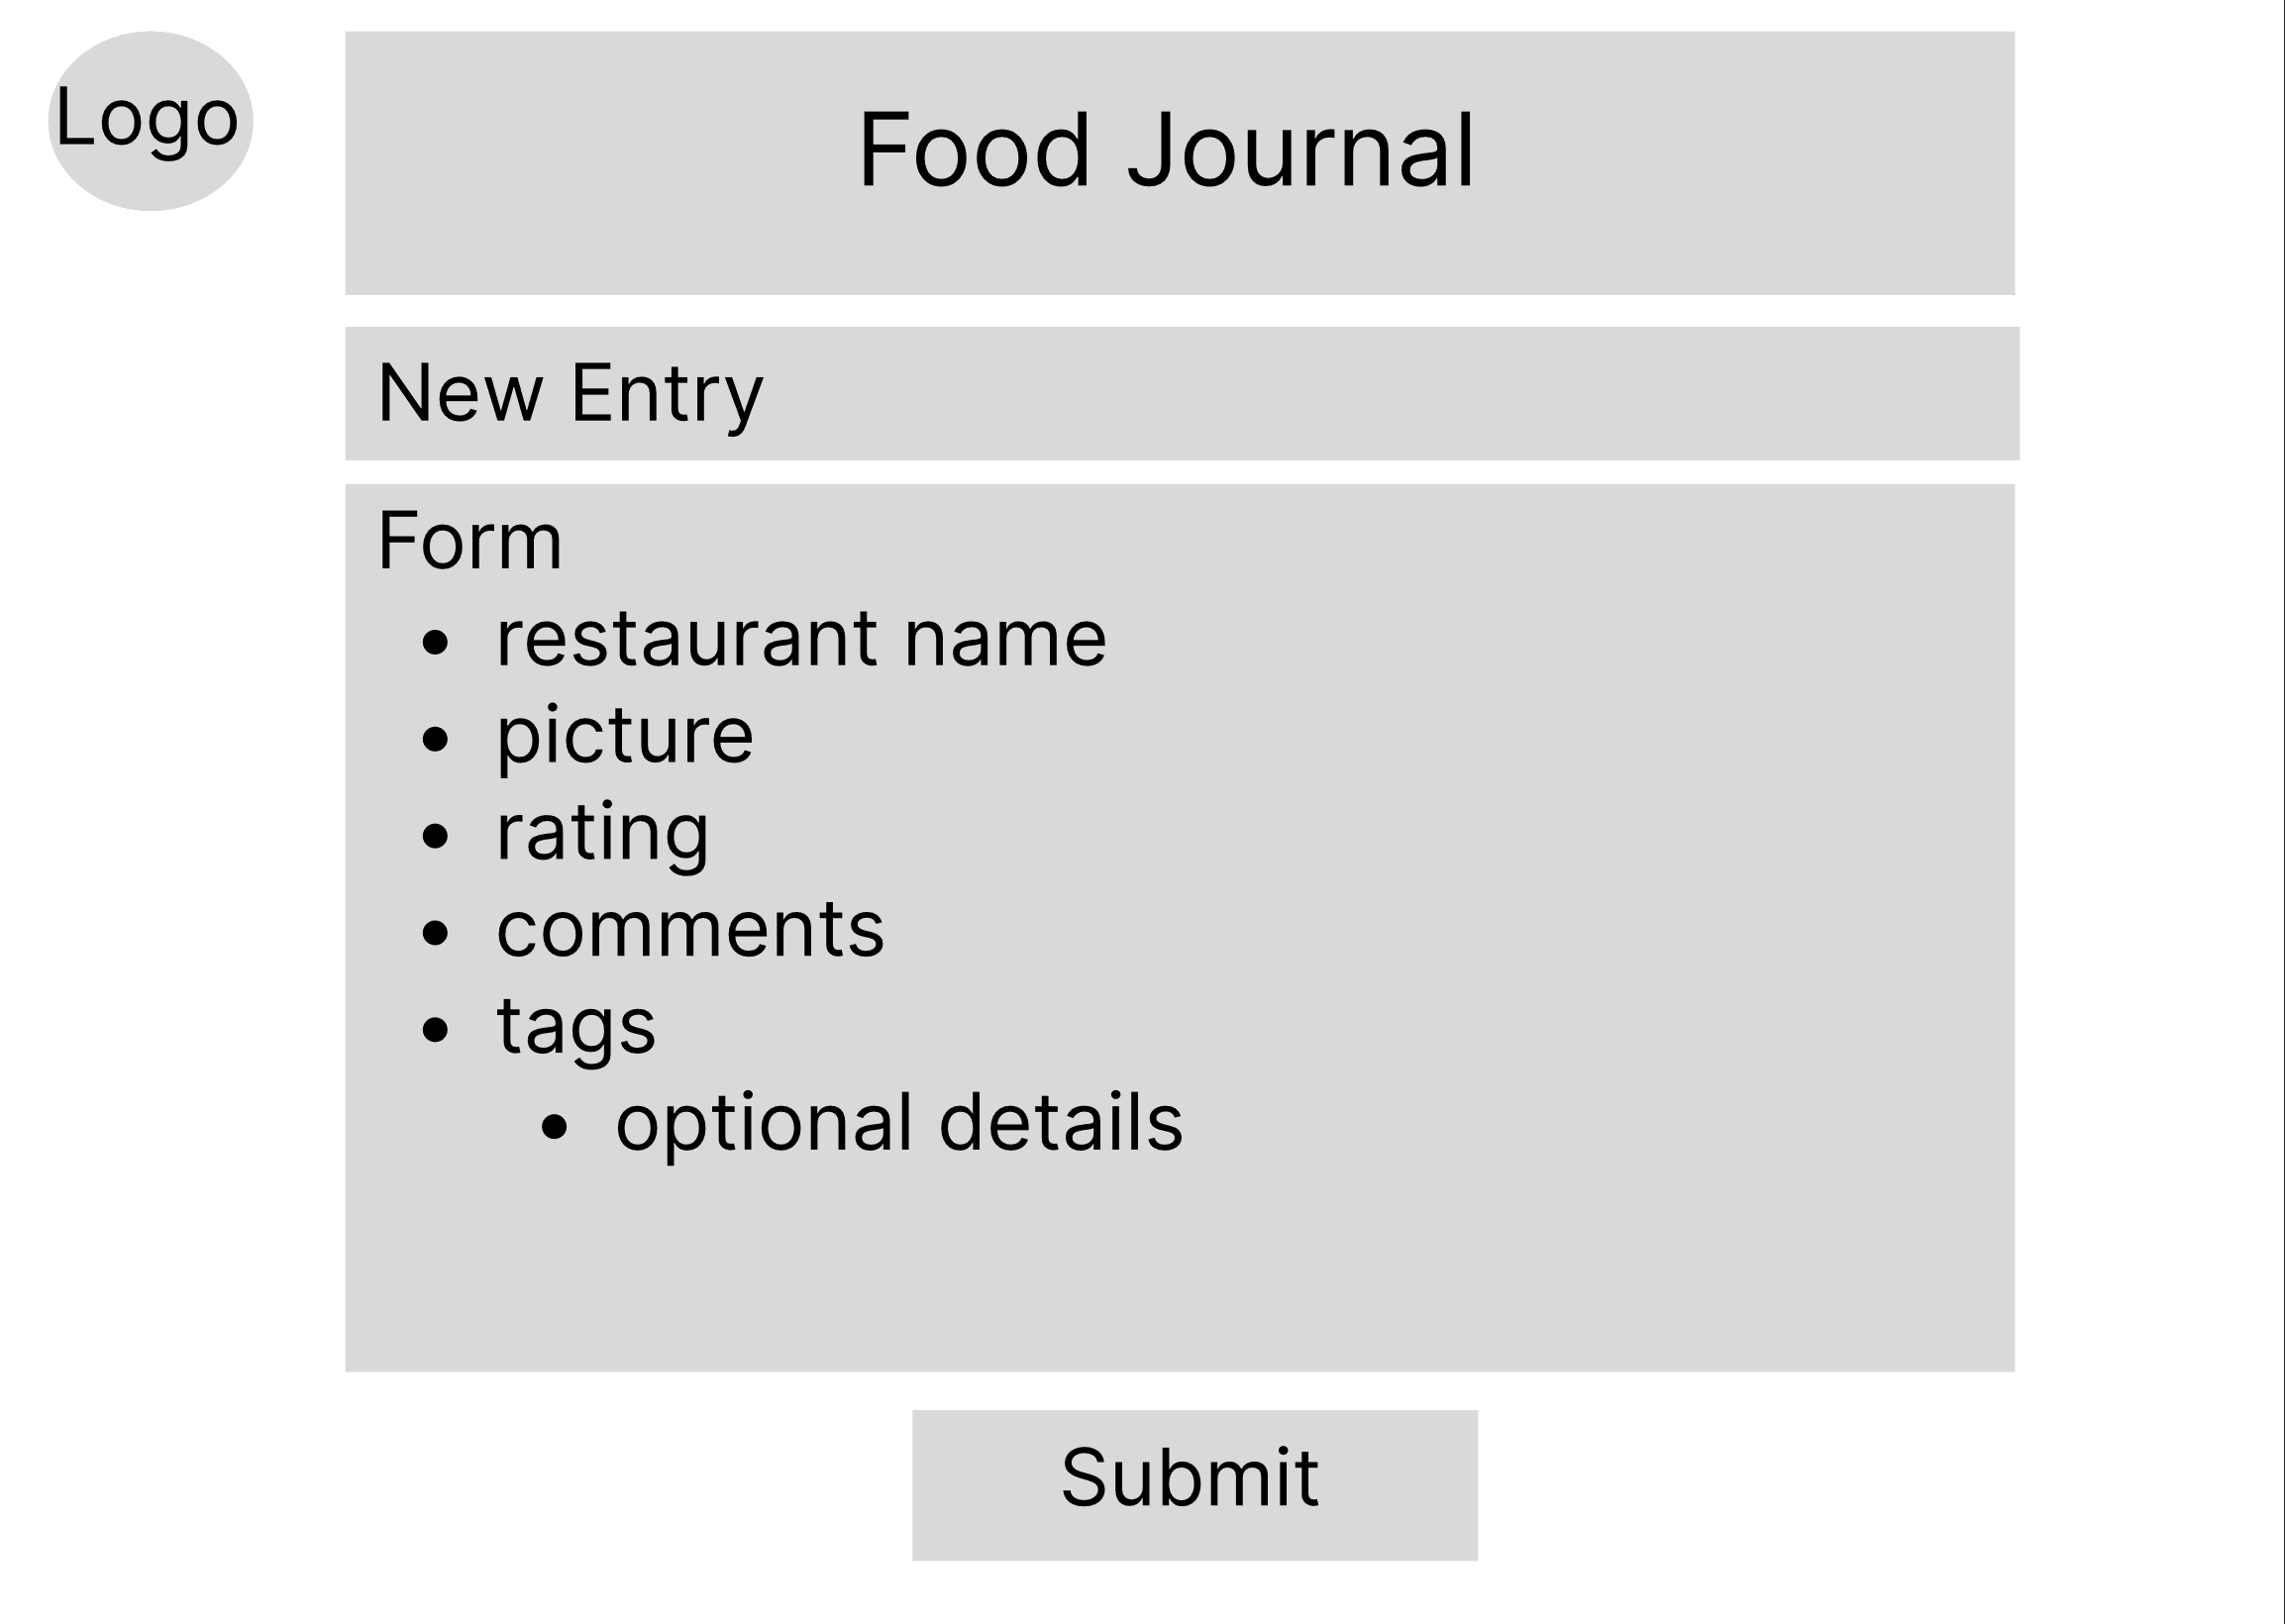 Logo
Food Journal
New Entry
Form
restaurant name
picture
rating
comments
tags
optional details
Submit